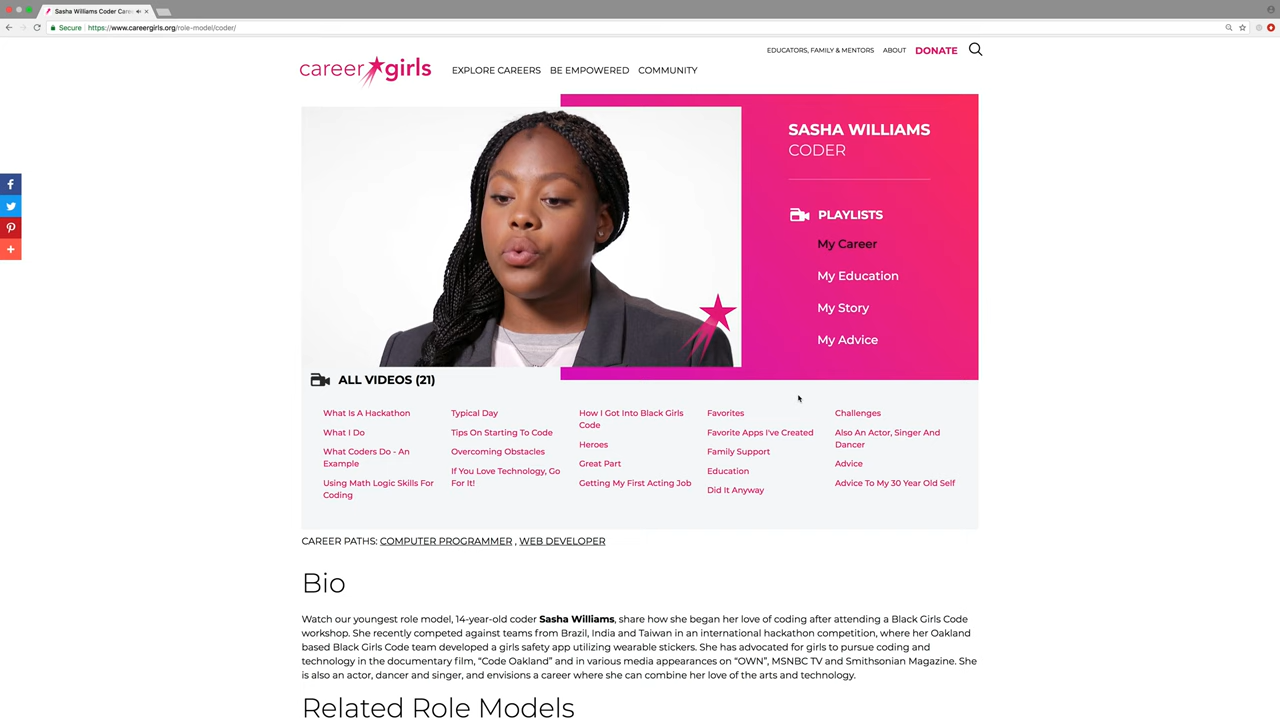 Sasha Williams Coder Care
Secure https://www.careergirls.org/role-model/coder/
EDUCATORS, FAMILY & MENTORS ABOUT DONATE
career girls EXPLORE CAREERS BE EMPOWERED COMMUNITY
SASHA WILLIAMS
CODER
PLAYLISTS
My Career
My Education
My Story
My Advice
ALL VIDEOS (21)
What Is A Hackathon
What I Do
What Coders Do - An
Example
Using Math Logic Skills For
Coding
Typical Day
Tips On Starting To Code
Overcoming Obstacles
If You Love Technology, Go
For It!
How I Got Into Black Girls
Code
Heroes
Great Part
Getting My First Acting Job
Favorites
Favorite Apps I've Created
Family Support
Education
Did It Anyway
Challenges
Also An Actor, Singer And
Dancer
Advice
Advice To My 30 Year Old Self
CAREER PATHS: COMPUTER PROGRAMMER , WEB DEVELOPER
Bio
Watch our youngest role model, 14-year-old coder Sasha Williams, share how she began her love of coding after attending a Black Girls Code
workshop. She recently competed against teams from Brazil, India and Taiwan in an international hackathon competition, where her Oakland
based Black Girls Code team developed a girls safety app utilizing wearable stickers. She has advocated for girls to pursue coding and
technology in the documentary film, “Code Oakland” and in various media appearances on “OWN”, MSNBC TV and Smithsonian Magazine. She
is also an actor, dancer and singer, and envisions a career where she can combine her love of the arts and technology.
Related Role Models